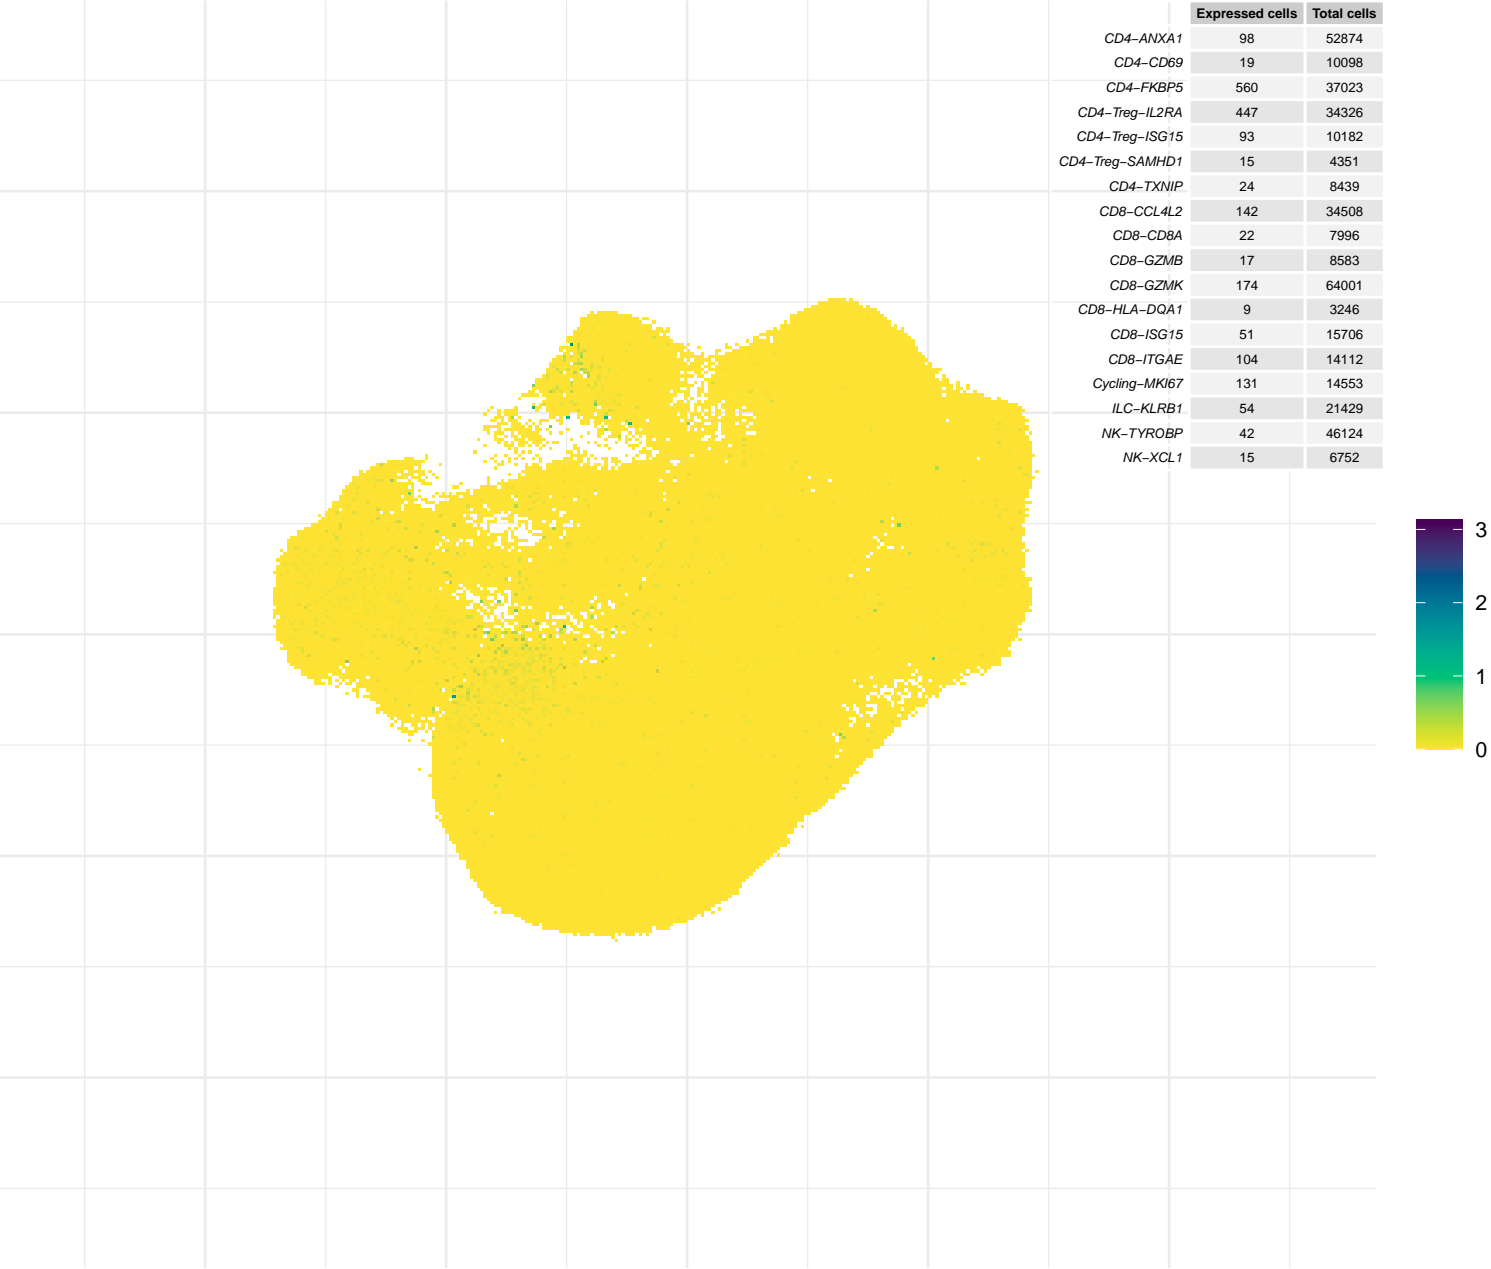 Expressed cells Total cells
CD4−ANXA1 98 52874
CD4−CD69 19 10098
CD4−FKBP5 560 37023
CD4−Treg−IL2RA 447 34326
CD4−Treg−ISG15 93 10182
CD4−Treg−SAMHD1 15 4351
CD4−TXNIP 24 8439
CD8−CCL4L2 142 34508
CD8−CD8A 22 7996
CD8−GZMB 17 8583
CD8−GZMK 174 64001
CD8−HLA−DQA1 9 3246
CD8−ISG15 51 15706
CD8−ITGAE 104 14112
Cycling−MKI67 131 14553
ILC−KLRB1 54 21429
NK−TYROBP 42 46124
NK−XCL1 15 6752
3
2
1
0